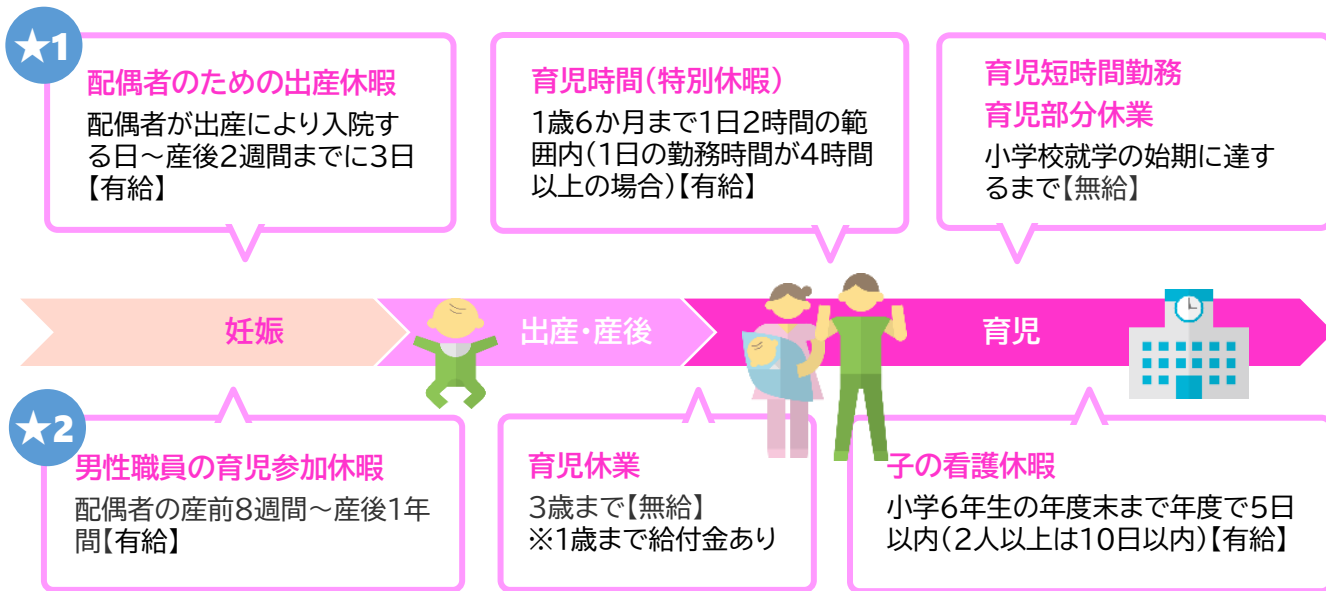 ★1
配偶者のための出産休暇
配偶者が出産により入院す
る日～産後2週間までに3日
【有給】
育児時間(特別休暇)
1歳6か月まで1日2時間の範
囲内(1日の勤務時間が4時間
以上の場合)【有給】
育児短時間勤務
育児部分休業
小学校就学の始期に達す
るまで【無給】
妊娠
出産・産後
育児
★2
男性職員の育児参加休暇
配偶者の産前8週間～産後1年
間【有給】
育児休業
3歳まで【無給】
※1歳まで給付金あり
子の看護休暇
小学6年生の年度末まで年度で5日
以内(2人以上は10日以内)【有給】